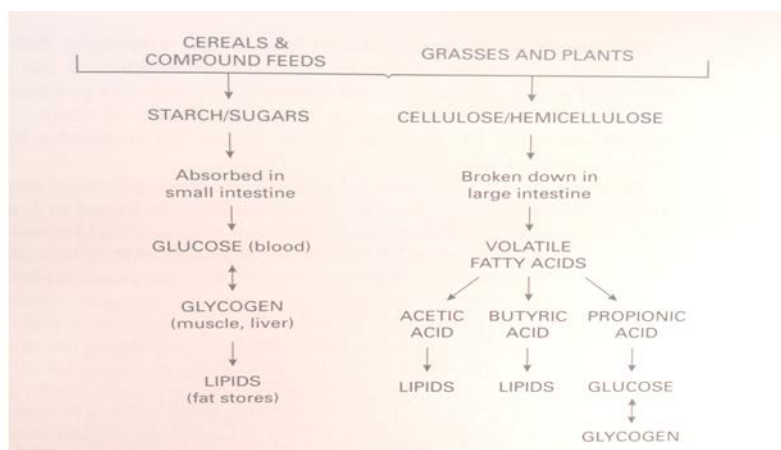 CEREALS &
COMPOUND FEEDS
GRASSES AND PLANTS
STARCH/SUGARS
CELLULOSE/HEMICELLULOSE
Absorbed in
small intestine
Broken down in
large intestine
GLUCOSE (blood)
VOLATILE
FATTY ACIDS
GLYCOGEN
(muscle, liver)
ACETIC
ACID
BUTYRIC
ACID
PROPIONIC
ACID
LIPIDS
(fat stores)
LIPIDS
LIPIDS
GLUCOSE
GLYCOGEN